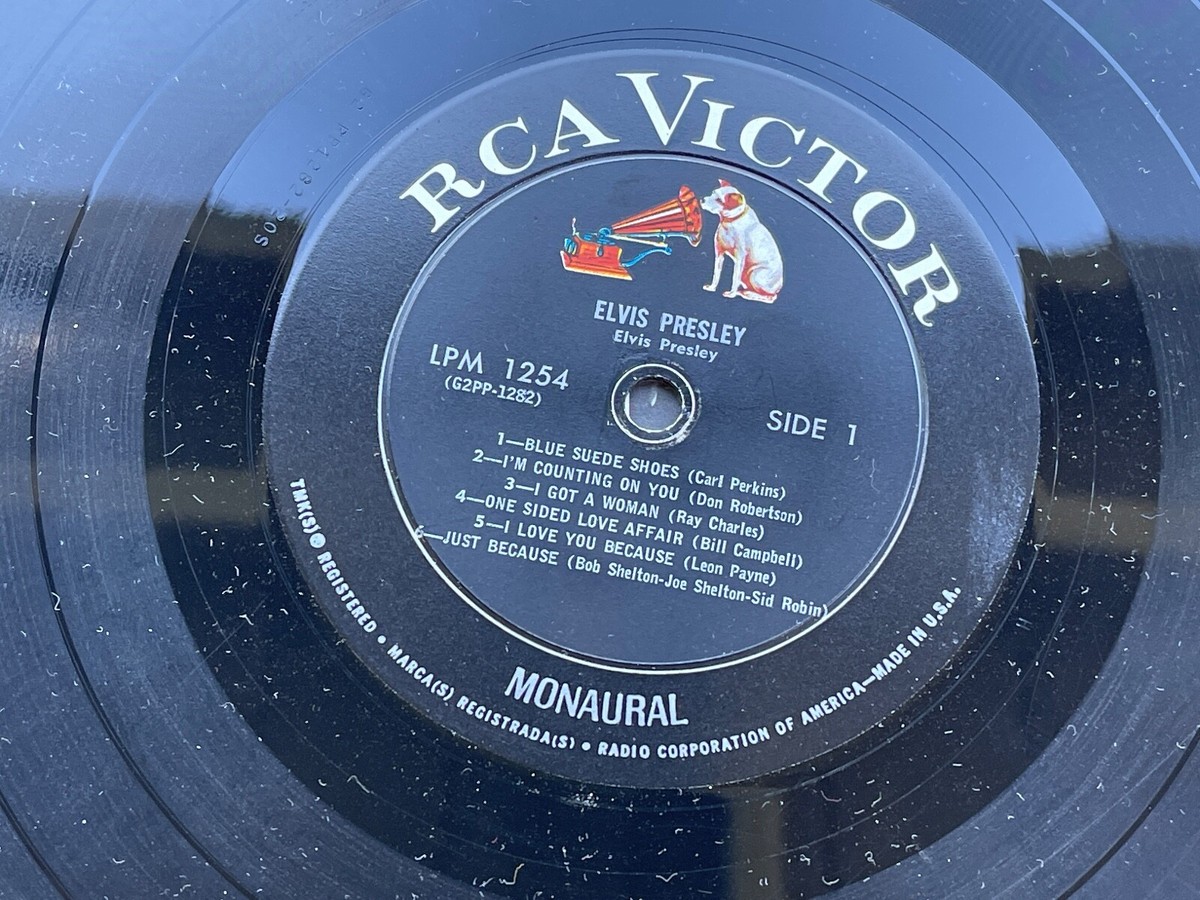 RCA VICTOR
ELVIS PRESLEY
Elvis Presley
LPM 1254
(G2PP-1282)
SIDE 1
1—BLUE SUEDE SHOES (Carl Perkins)
2—I'M COUNTING ON YOU (Don Robertson)
3—I GOT A WOMAN (Ray Charles)
4—ONE SIDED LOVE AFFAIR (Bill Campbell)
5—I LOVE YOU BECAUSE (Leon Payne)
6—JUST BECAUSE (Bob Shelton-Joe Shelton-Sid Robin)
MONAURAL
TMK(S)® REGISTERED • MARCA(S) REGISTRADA(S) • RADIO CORPORATION OF AMERICA—MADE IN U.S.A.